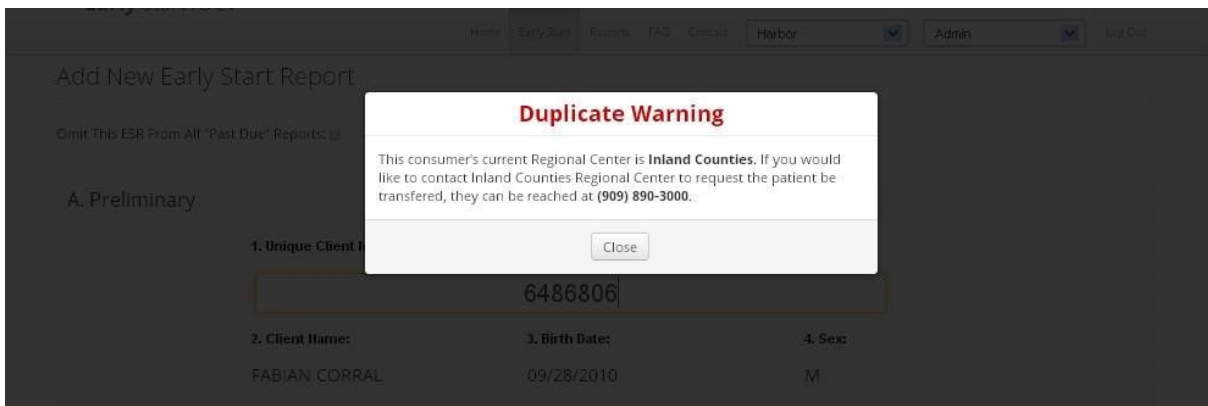 Home Early Start Reports FAQ Contact Harbor Admin Log Out
Add New Early Start Report
Omit This ESR From All "Past Due" Reports:
Duplicate Warning
This consumer's current Regional Center is Inland Counties. If you would
like to contact Inland Counties Regional Center to request the patient be
transfered, they can be reached at (909) 890-3000.
Close
A. Preliminary
1. Unique Client
6486806
2. Client Name: 3. Birth Date: 4. Sex:
FABIAN CORRAL 09/28/2010 M